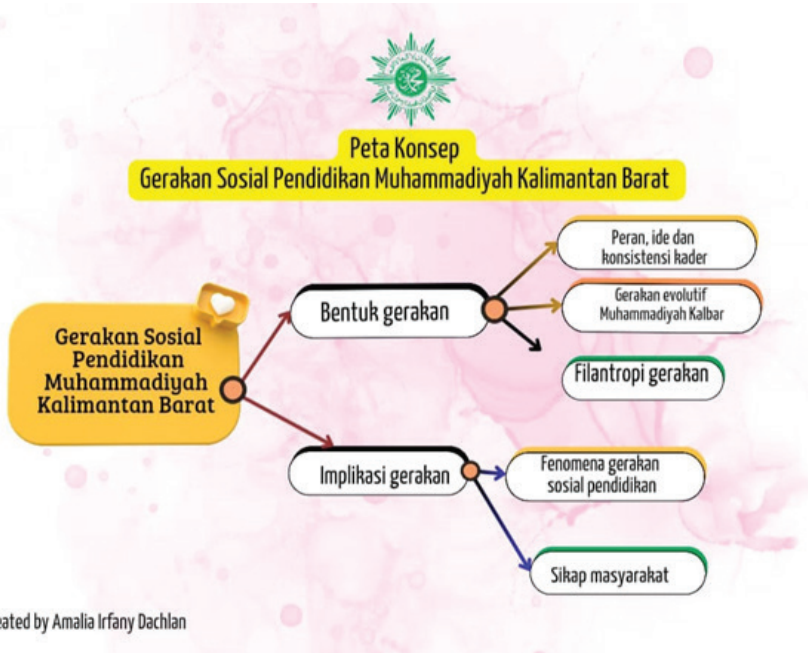 Peta Konsep
Gerakan Sosial Pendidikan Muhammadiyah Kalimantan Barat
Gerakan Sosial
Pendidikan
Muhammadiyah
Kalimantan Barat
Bentuk gerakan
Peran, ide dan
konsistensi kader
Gerakan evolutif
Muhammadiyah Kalbar
Filantropi gerakan
Implikasi gerakan
Fenomena gerakan
sosial pendidikan
Sikap masyarakat
eated by Amalia Irfany Dachlan